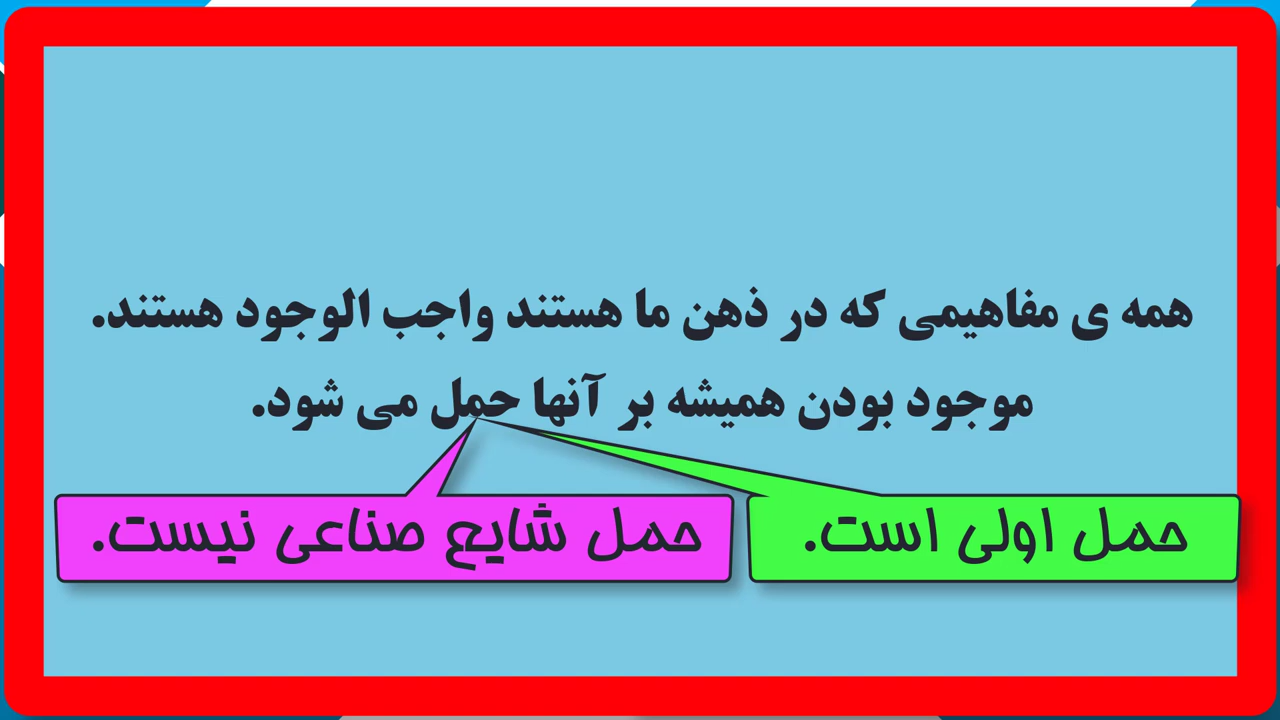 همه ی مفاهیمی که در ذهن ما هستند واجب الوجود هستند.
موجود بودن همیشه بر آنها حمل می شود.
حمل اولی است.
حمل شایع صناعی نیست.